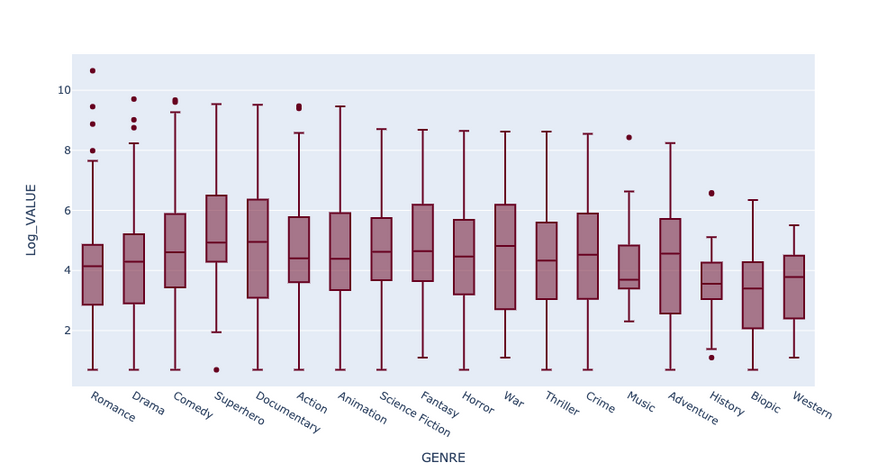 10
8
6
4
2
Log_VALUE
Romance
Drama
Comedy
Superhero
Documentary
Action
Animation
Science Fiction
Fantasy
Horror
War
Thriller
Crime
Music
Adventure
History
Biopic
Western
GENRE